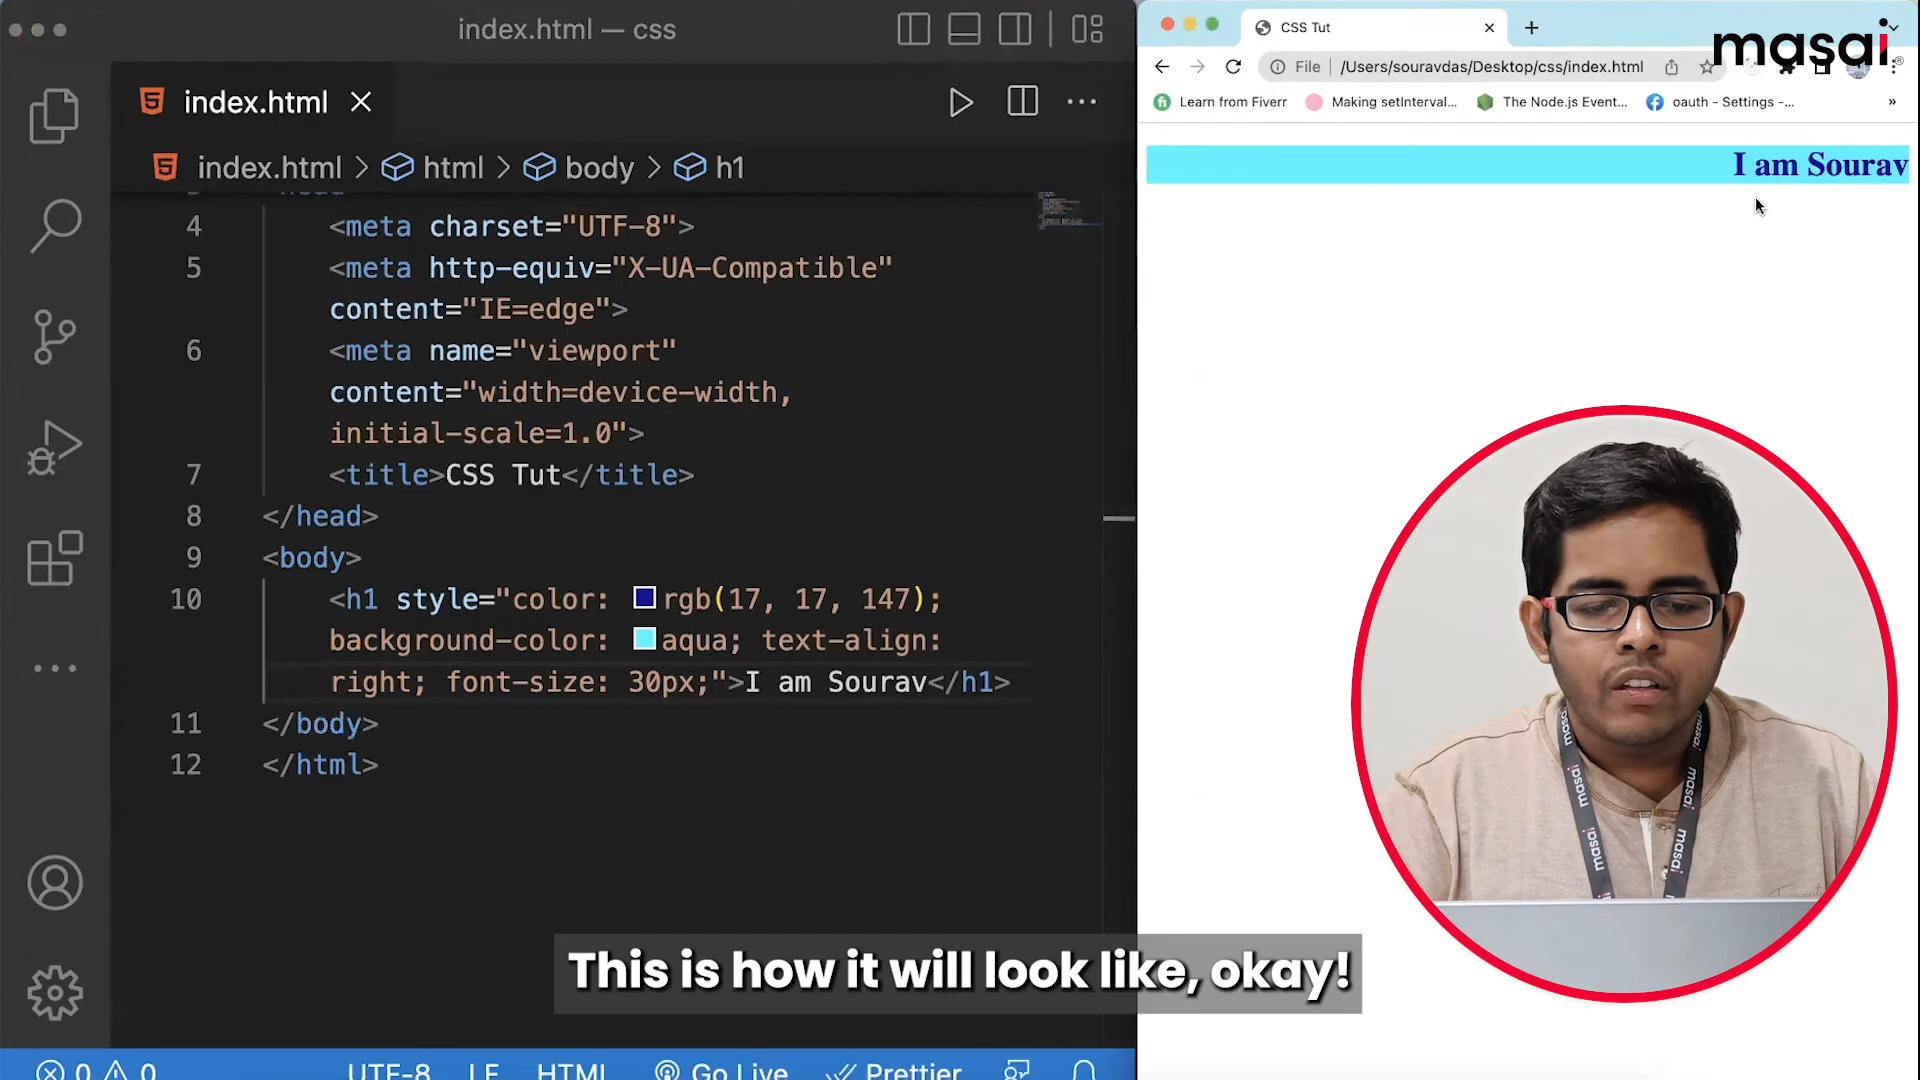 index.html — css
index.html
index.html > html > body > h1
4 <meta charset="UTF-8">
5 <meta http-equiv="X-UA-Compatible"
content="IE=edge">
6 <meta name="viewport"
content="width=device-width,
initial-scale=1.0">
7 <title>CSS Tut</title>
8 </head>
9 <body>
10 <h1 style="color: rgb(17, 17, 147);
background-color: aqua; text-align:
right; font-size: 30px;">I am Sourav</h1>
11 </body>
12 </html>
0 0 UTF-8 LF HTML Go Live Prettier
CSS Tut
File /Users/souravdas/Desktop/css/index.html
Learn from Fiverr Making setInterval... The Node.js Event... oauth - Settings -... »
masai
I am Sourav
masai
masai
masai
masai
This is how it will look like, okay!